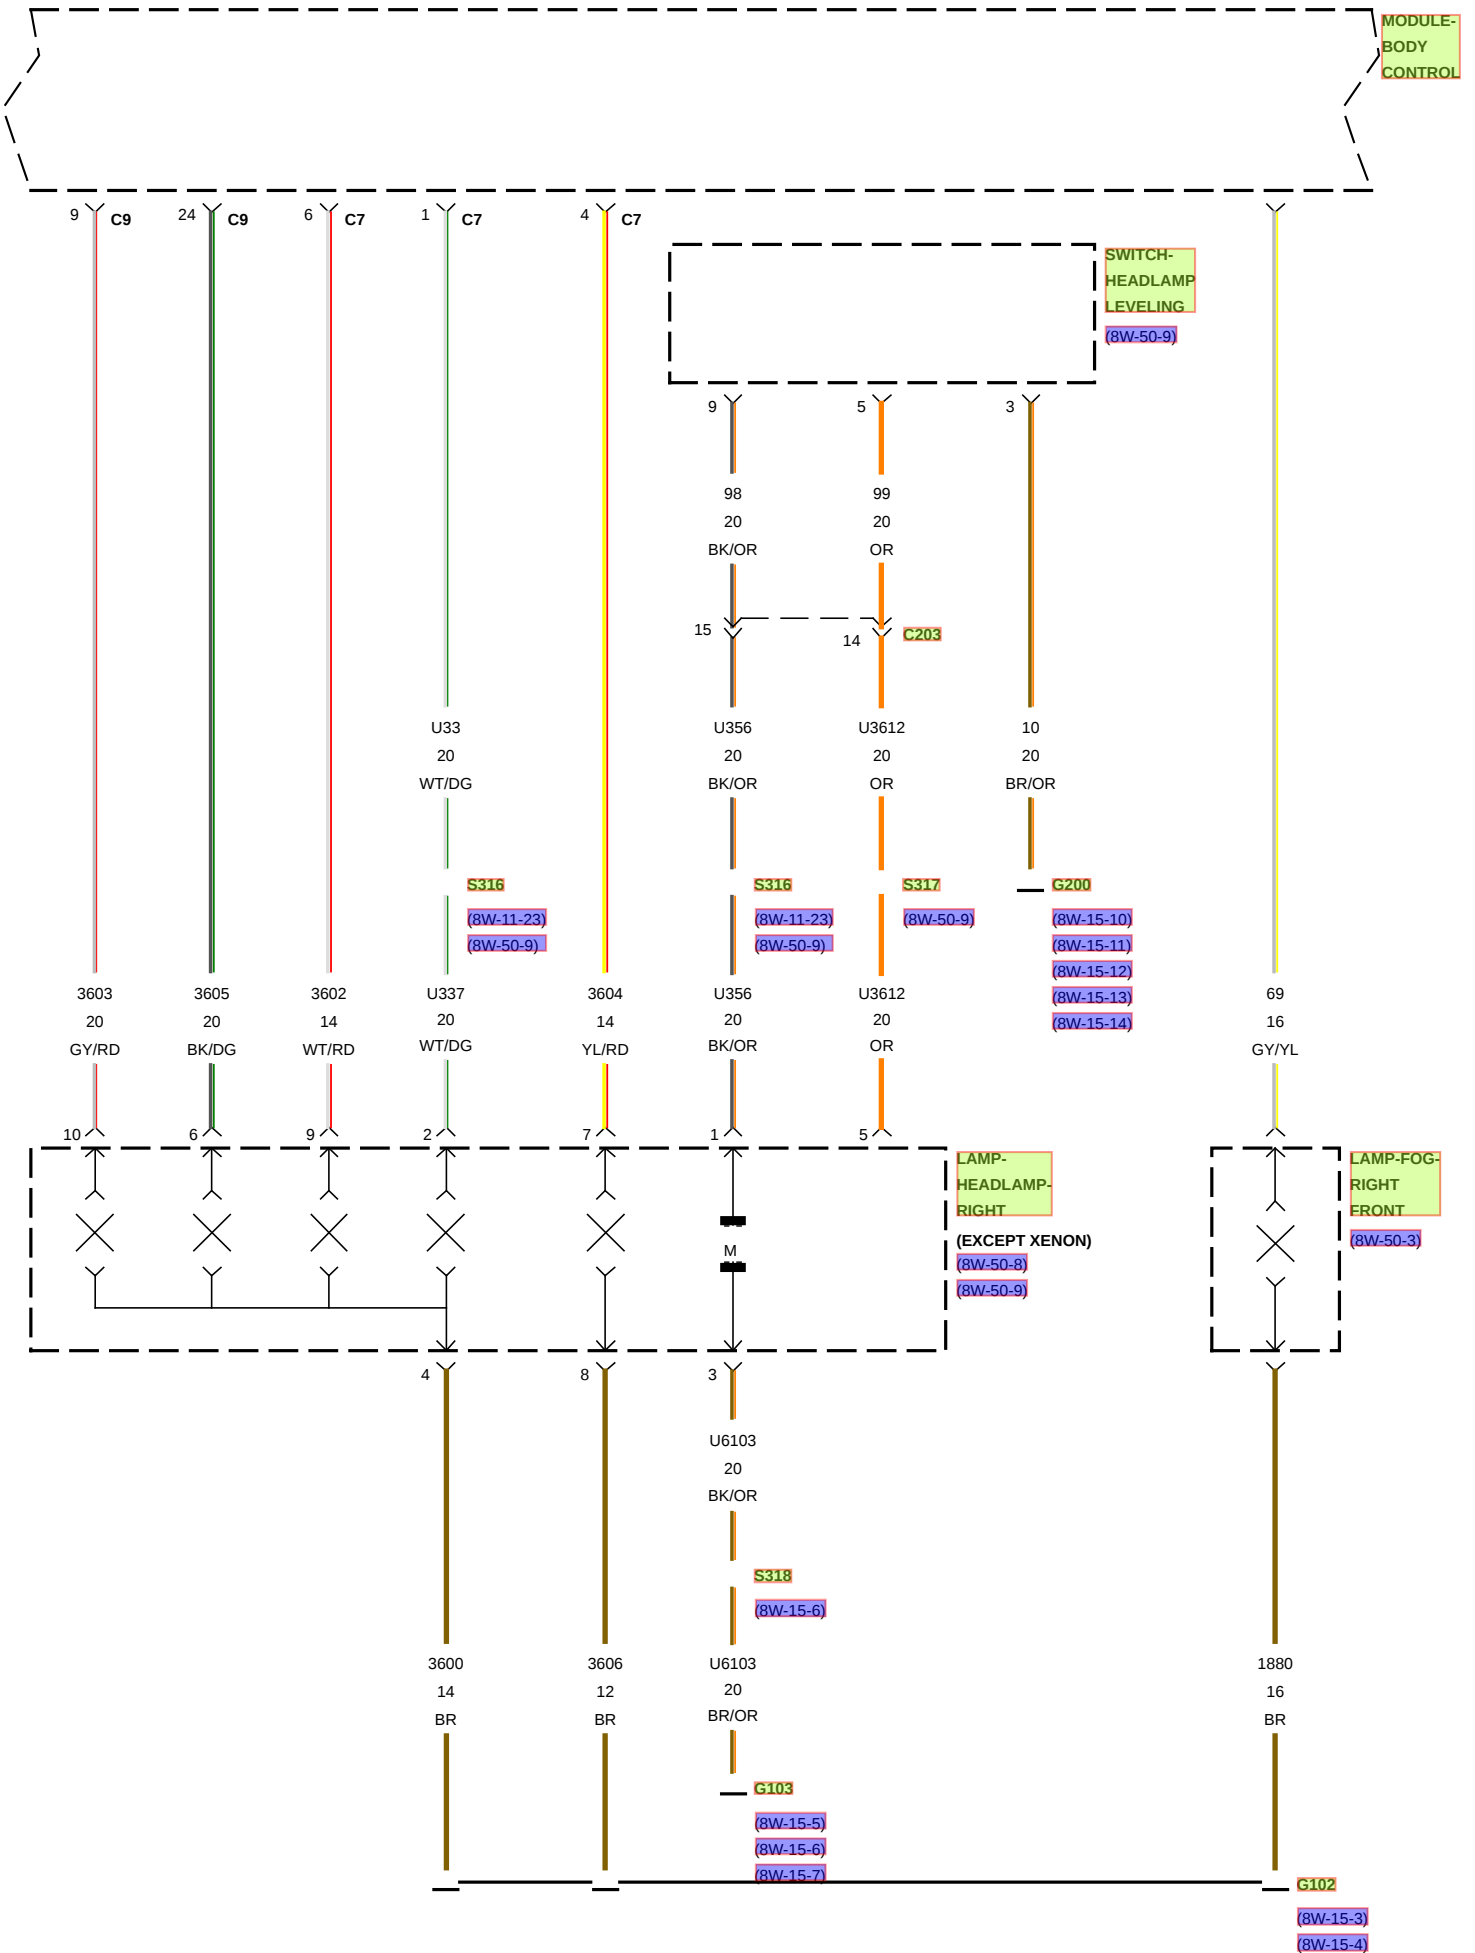 MODULE-
BODY
CONTROL
9 C9 24 C9 6 C7 1 C7 4 C7
SWITCH-
HEADLAMP
LEVELING
(8W-50-9)
9 5 3
98 99
20 20
BK/OR OR
15 14 C203
U33 U356 U3612 10
20 20 20 20
WT/DG BK/OR OR BR/OR
S316 S316 S317 G200
(8W-11-23) (8W-11-23) (8W-50-9) (8W-15-10)
(8W-50-9) (8W-50-9) (8W-15-11)
(8W-15-12)
(8W-15-13)
(8W-15-14)
3603 3605 3602 U337 3604 U356 U3612 69
20 20 14 20 14 20 20 16
GY/RD BK/DG WT/RD WT/DG YL/RD BK/OR OR GY/YL
10 6 9 2 7 1 5
LAMP-
HEADLAMP-
RIGHT
(EXCEPT XENON)
(8W-50-8)
(8W-50-9)
LAMP-FOG-
RIGHT
FRONT
(8W-50-3)
M
4 8 3
U6103
20
BK/OR
S318
(8W-15-6)
3600 3606 U6103 1880
14 12 20 16
BR BR BR/OR BR
G103
(8W-15-5)
(8W-15-6)
(8W-15-7)
G102
(8W-15-3)
(8W-15-4)